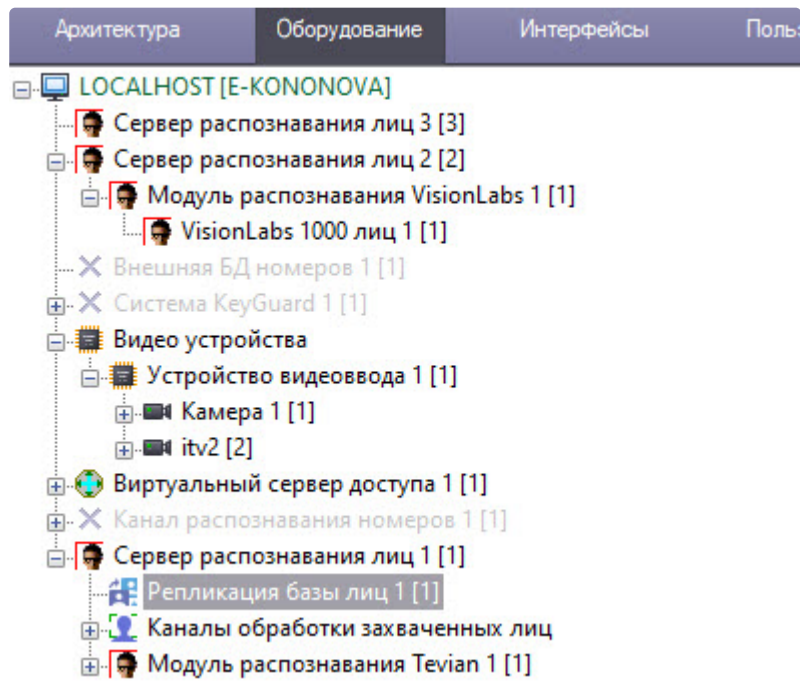 Архитектура Оборудование Интерфейсы
LOCALHOST [E-KONONOVA]
Сервер распознавания лиц 3 [3]
Сервер распознавания лиц 2 [2]
Модуль распознавания VisionLabs 1 [1]
VisionLabs 1000 лиц 1 [1]
Внешняя БД номеров 1 [1]
Система KeyGuard 1 [1]
Видео устройства
Устройство видеоввода 1 [1]
Камера 1 [1]
itv2 [2]
Виртуальный сервер доступа 1 [1]
Канал распознавания номеров 1 [1]
Сервер распознавания лиц 1 [1]
Репликация базы лиц 1 [1]
Каналы обработки захваченных лиц
Модуль распознавания Tevian 1 [1]